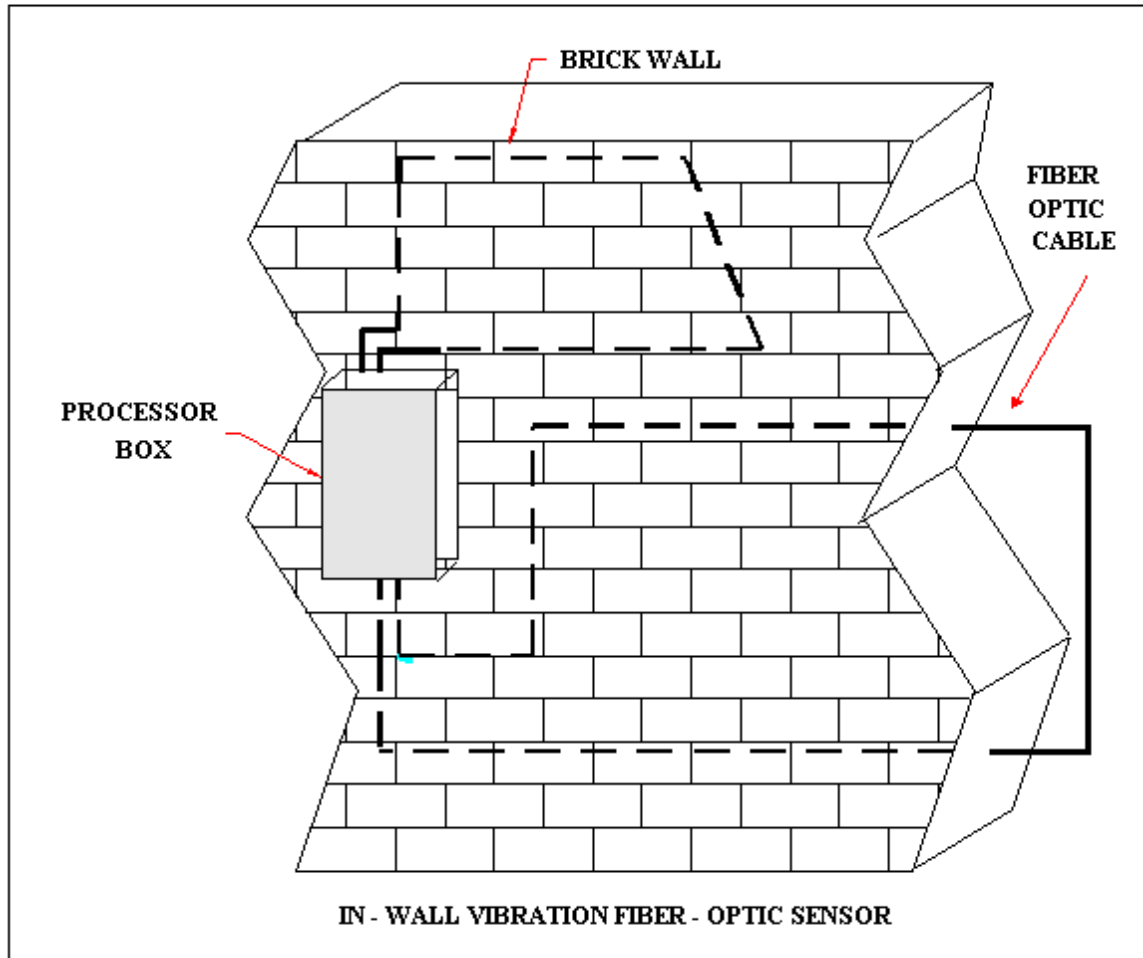 BRICK WALL
FIBER
OPTIC
CABLE
PROCESSOR
BOX
IN - WALL VIBRATION FIBER - OPTIC SENSOR